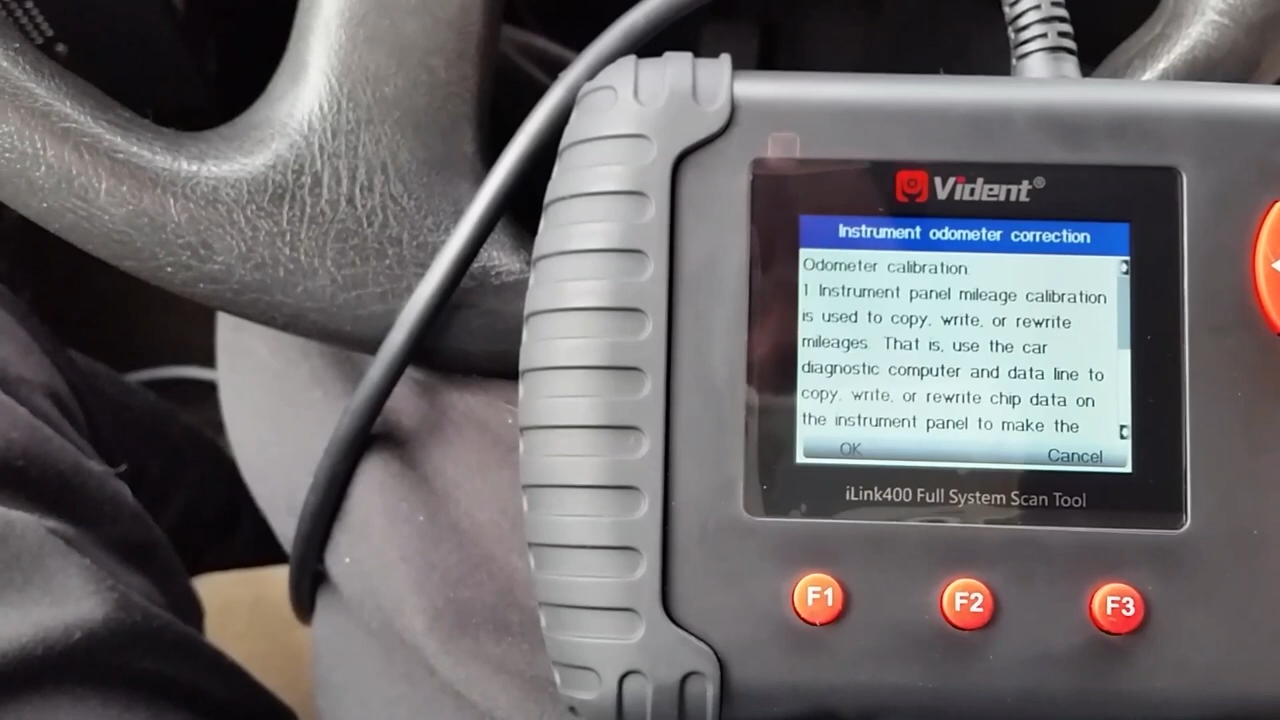 Vident®
Instrument odometer correction
Odometer calibration.
1. Instrument panel mileage calibration
is used to copy, write, or rewrite
mileages. That is, use the car
diagnostic computer and data line to
copy, write, or rewrite chip data on
the instrument panel to make the
OK Cancel
iLink400 Full System Scan Tool
F1 F2 F3